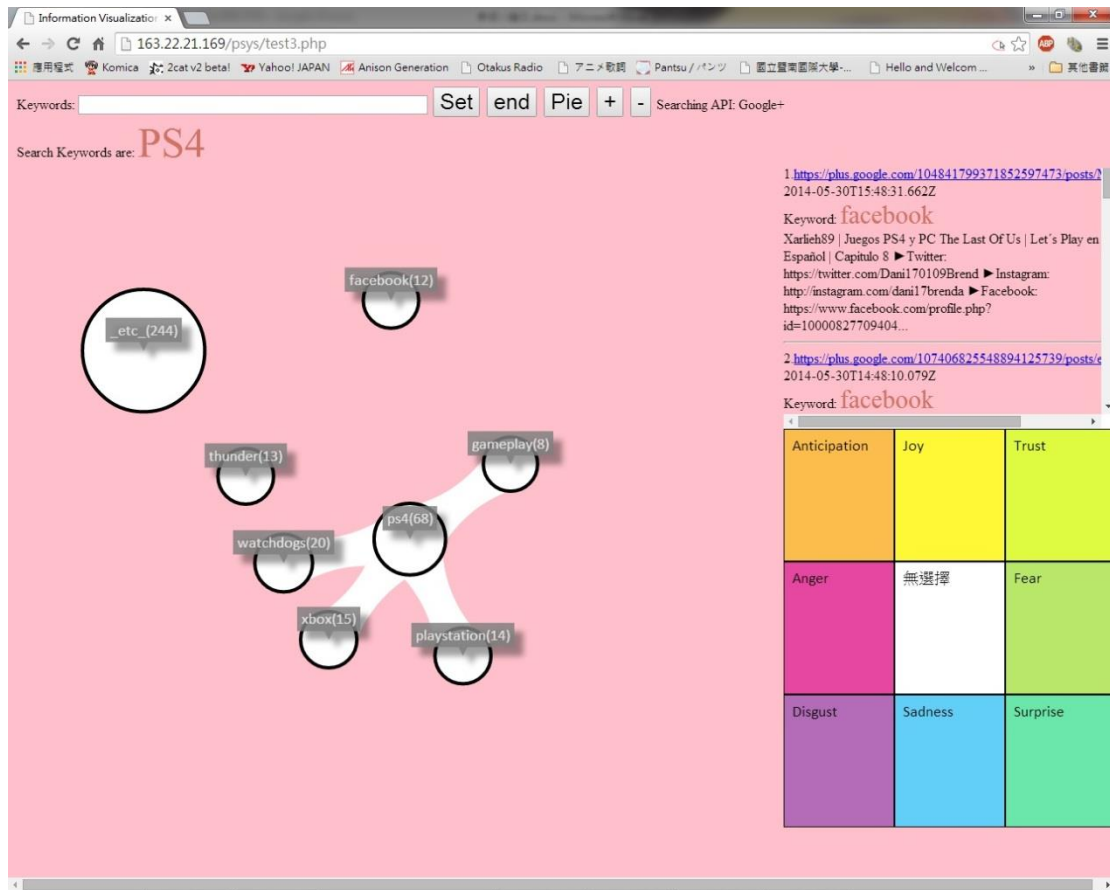 Information Visualization
163.22.21.169/psys/test3.php
應用程式 Komica 2cat v2 beta! Yahoo! JAPAN Anison Generation Otakus Radio アニメ歌詞 Pantsu / パンツ 國立暨南國際大學-... Hello and Welcom ... » 其他書籤
Keywords: Set end Pie + - Searching API: Google+
Search Keywords are: PS4
facebook(12)
_etc_(244)
thunder(13)
gameplay(8)
ps4(68)
watchdogs(20)
xbox(15)
playstation(14)
1.https://plus.google.com/104841799371852597473/posts/
2014-05-30T15:48:31.662Z
Keyword: facebook
Xarlieh89 | Juegos PS4 y PC The Last Of Us | Let´s Play en
Español | Capitulo 8 ►Twitter:
https://twitter.com/Dani170109Brend ►Instagram:
http://instagram.com/dani17brenda ►Facebook:
https://www.facebook.com/profile.php?
id=10000827709404...
2.https://plus.google.com/107406825548894125739/posts/e
2014-05-30T14:48:10.079Z
Keyword: facebook
Anticipation Joy Trust
Anger 無選擇 Fear
Disgust Sadness Surprise